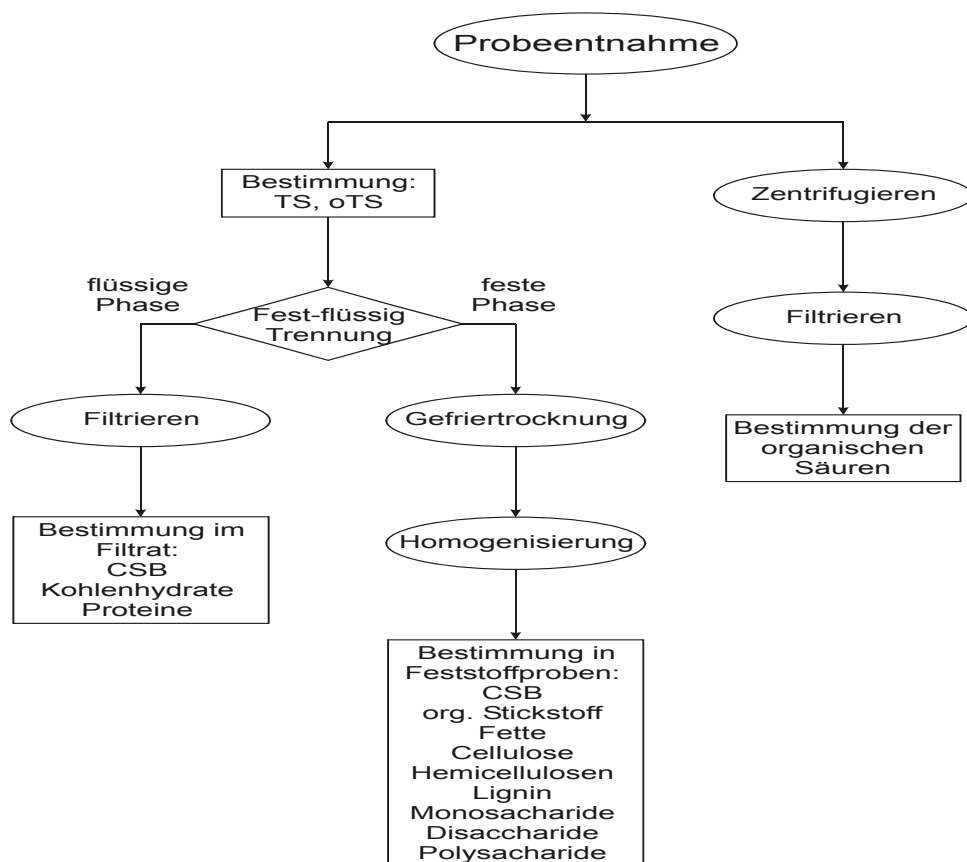 Probeentnahme
Bestimmung:
TS, oTS
Zentrifugieren
flüssige
Phase
feste
Phase
Fest-flüssig
Trennung
Filtrieren
Filtrieren
Gefriertrocknung
Bestimmung der
organischen
Säuren
Bestimmung im
Filtrat:
CSB
Kohlenhydrate
Proteine
Homogenisierung
Bestimmung in
Feststoffproben:
CSB
org. Stickstoff
Fette
Cellulose
Hemicellulosen
Lignin
Monosacharide
Disaccharide
Polysacharide